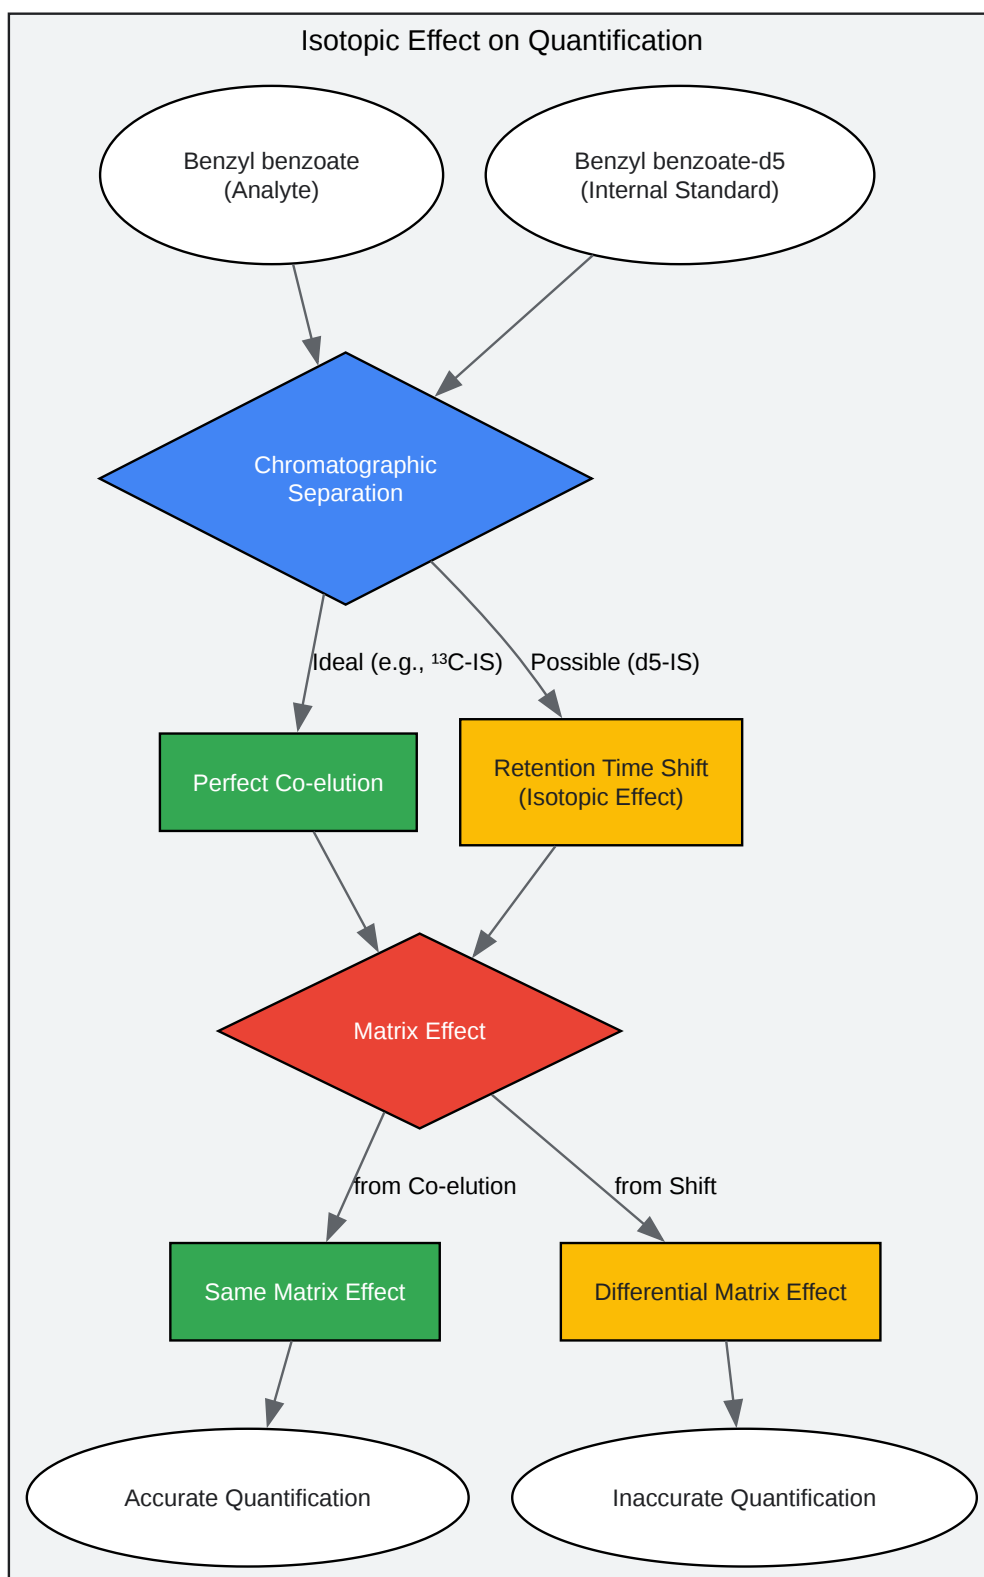 Isotopic Effect on Quantification
Benzyl benzoate
(Analyte)
Benzyl benzoate-d5
(Internal Standard)
Chromatographic
Separation
Ideal (e.g., ¹³C-IS)
Possible (d5-IS)
Perfect Co-elution
Retention Time Shift
(Isotopic Effect)
Matrix Effect
from Co-elution
from Shift
Same Matrix Effect
Differential Matrix Effect
Accurate Quantification
Inaccurate Quantification